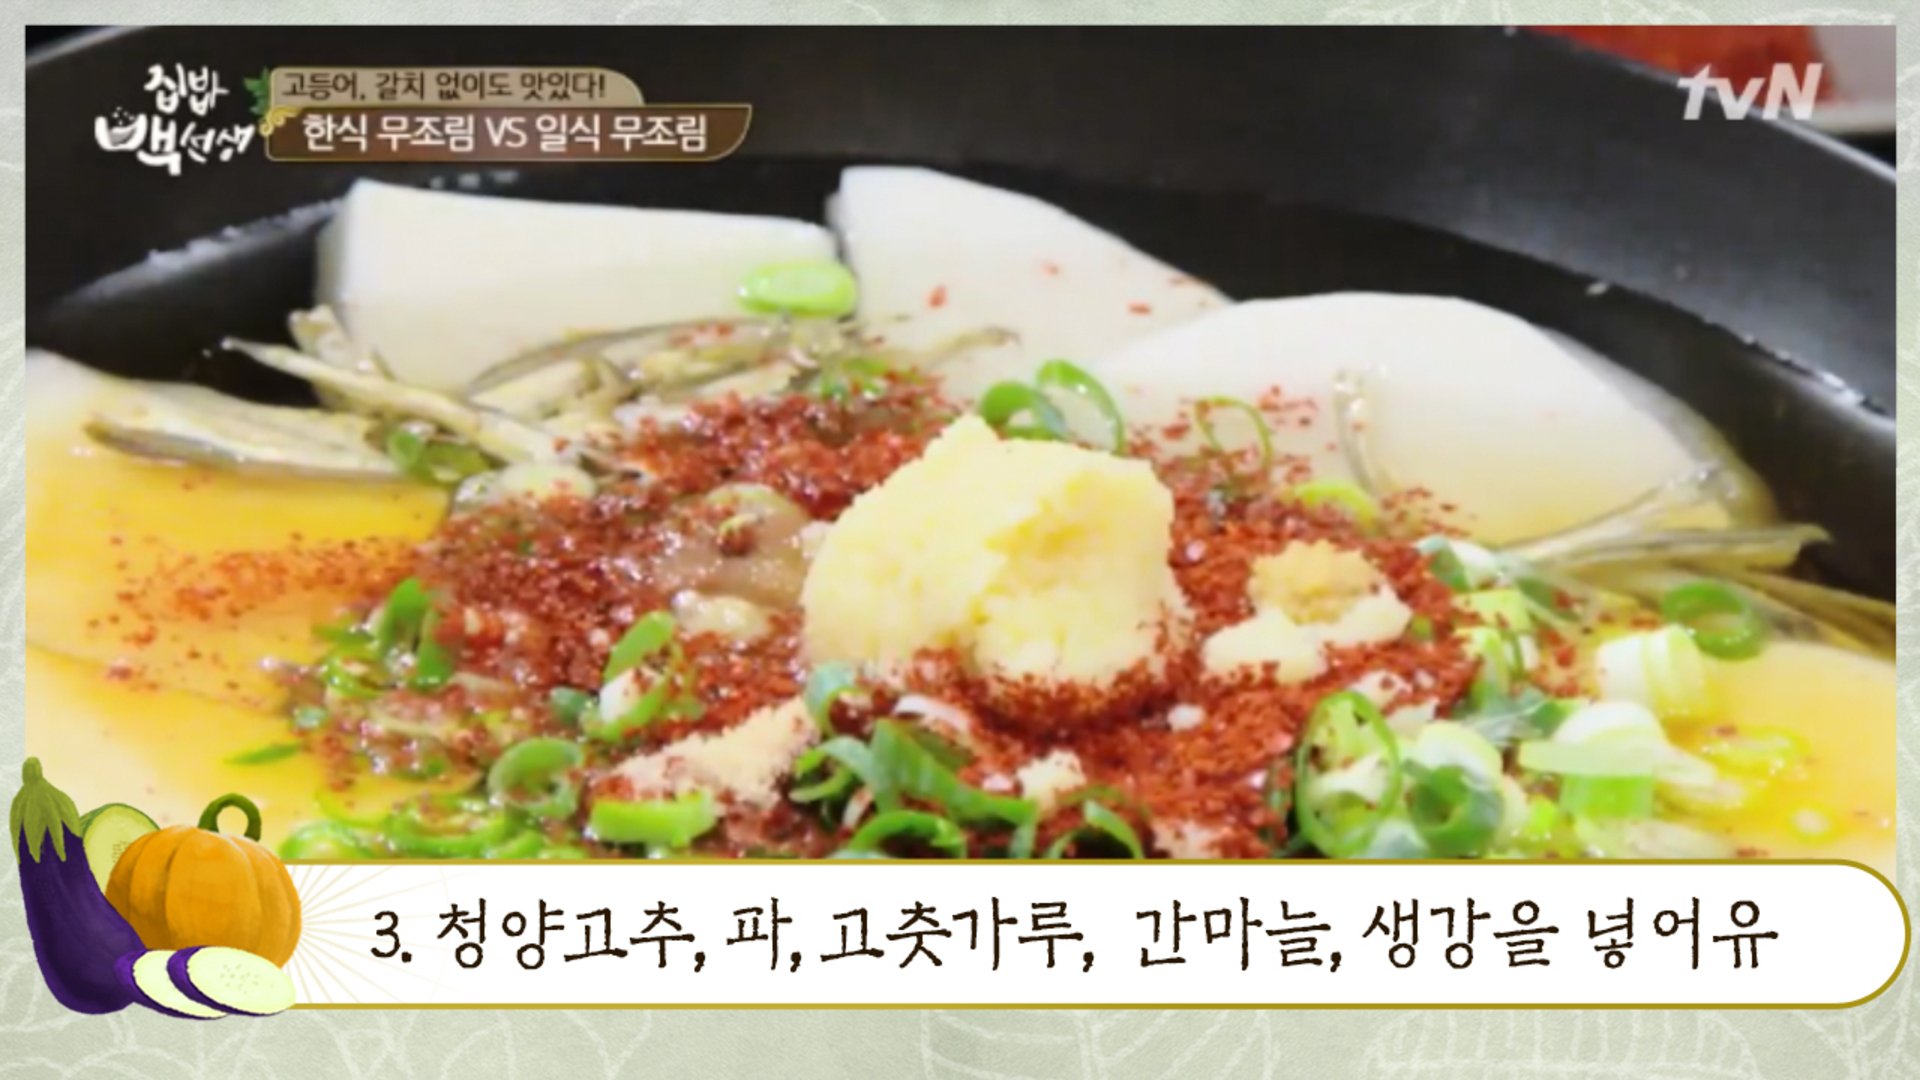 집밥
백선생
고등어, 갈치 없이도 맛있다!
한식 무조림 VS 일식 무조림
tvN
3. 청양고추, 파, 고춧가루, 간마늘, 생강을 넣어유